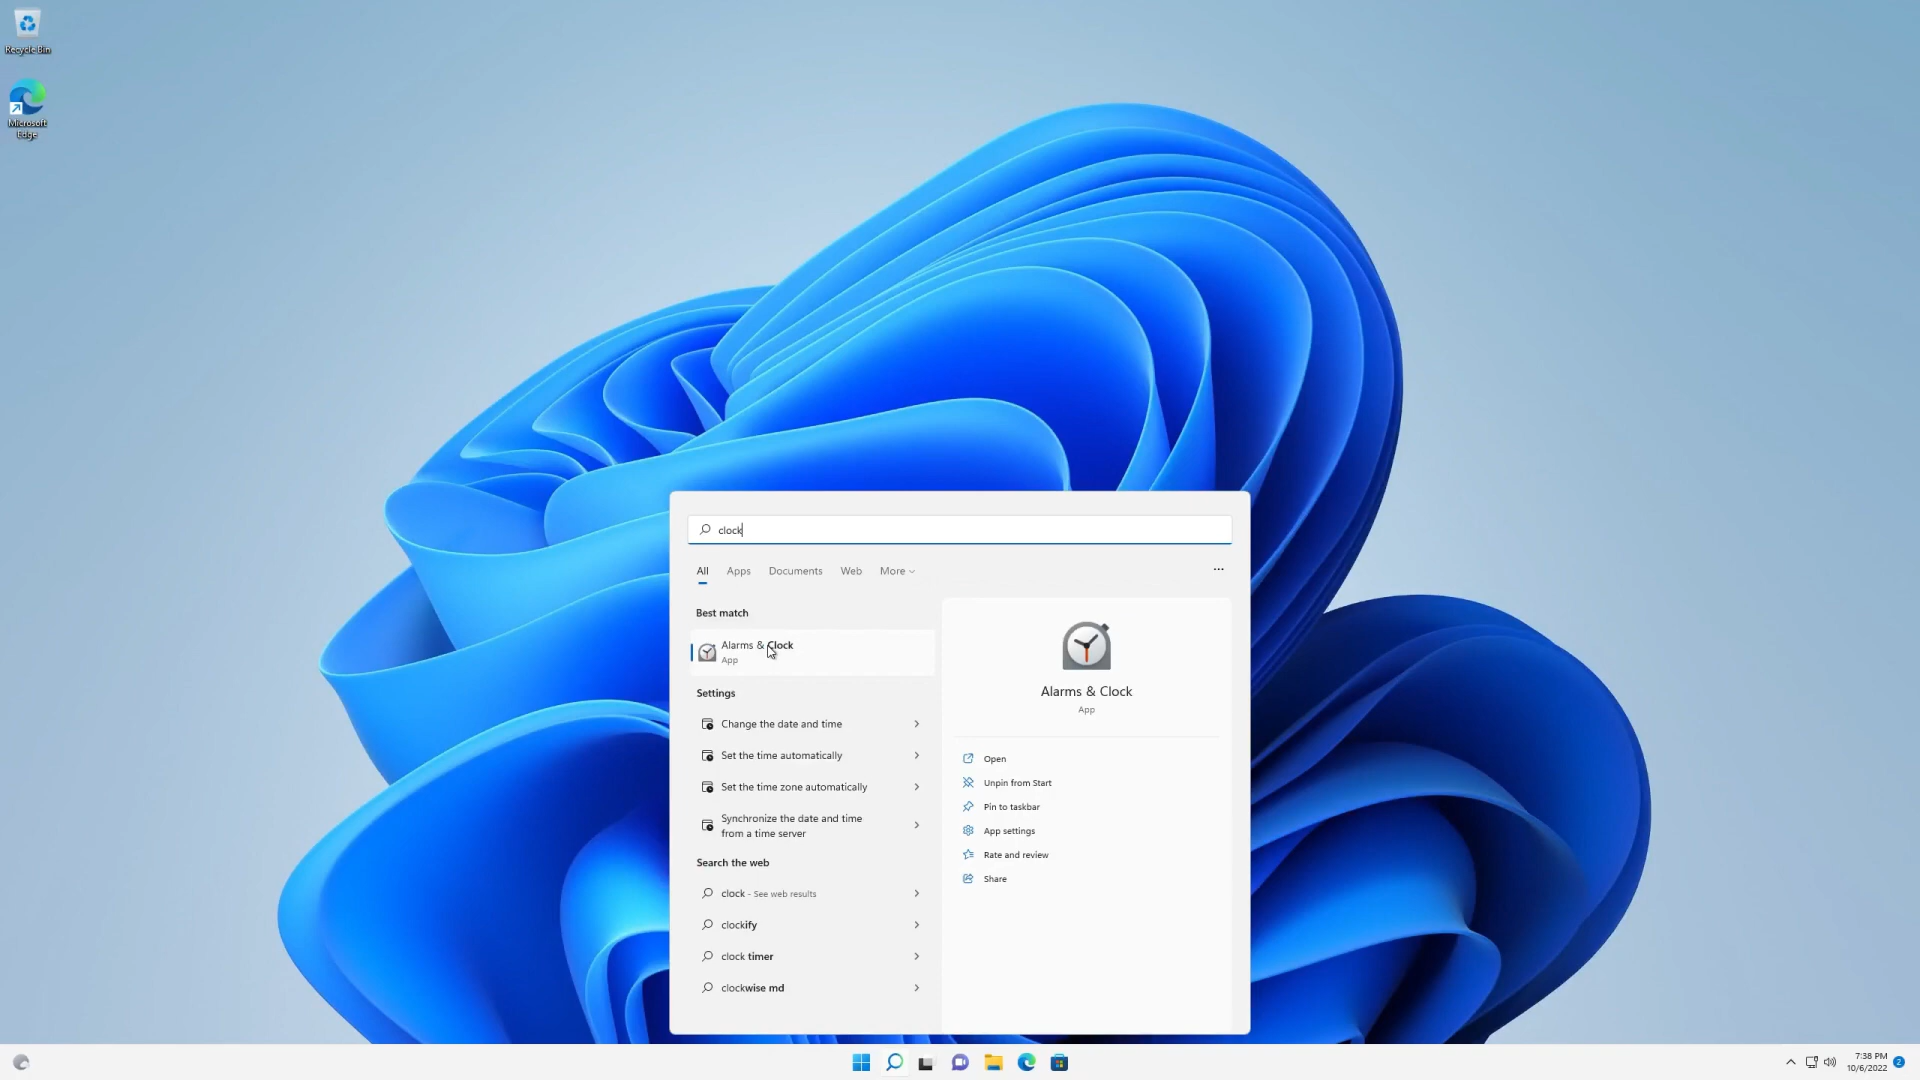 Recycle Bin
Microsoft
Edge
clock
All Apps Documents Web More ...
Best match
Alarms & Clock
App
Settings
Change the date and time
Set the time automatically
Set the time zone automatically
Synchronize the date and time
from a time server
Search the web
clock - See web results
clockify
clock timer
clockwise md
Alarms & Clock
App
Open
Unpin from Start
Pin to taskbar
App settings
Rate and review
Share
7:38 PM
10/6/2022
2